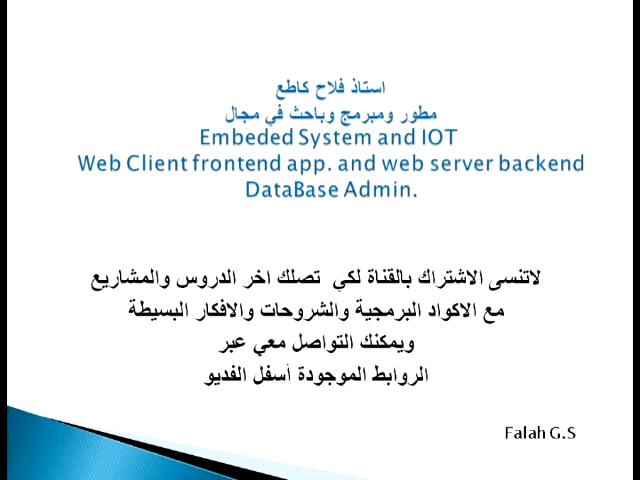 استاذ فلاح كاطع
مطور ومبرمج وباحث في مجال
Embeded System and IOT
Web Client frontend app. and web server backend
DataBase Admin.
لاتنسى الاشتراك بالقناة لكي تصلك اخر الدروس والمشاريع
مع الاكواد البرمجية والشروحات والافكار البسيطة
ويمكنك التواصل معي عبر
الروابط الموجودة أسفل الفديو
Falah G.S